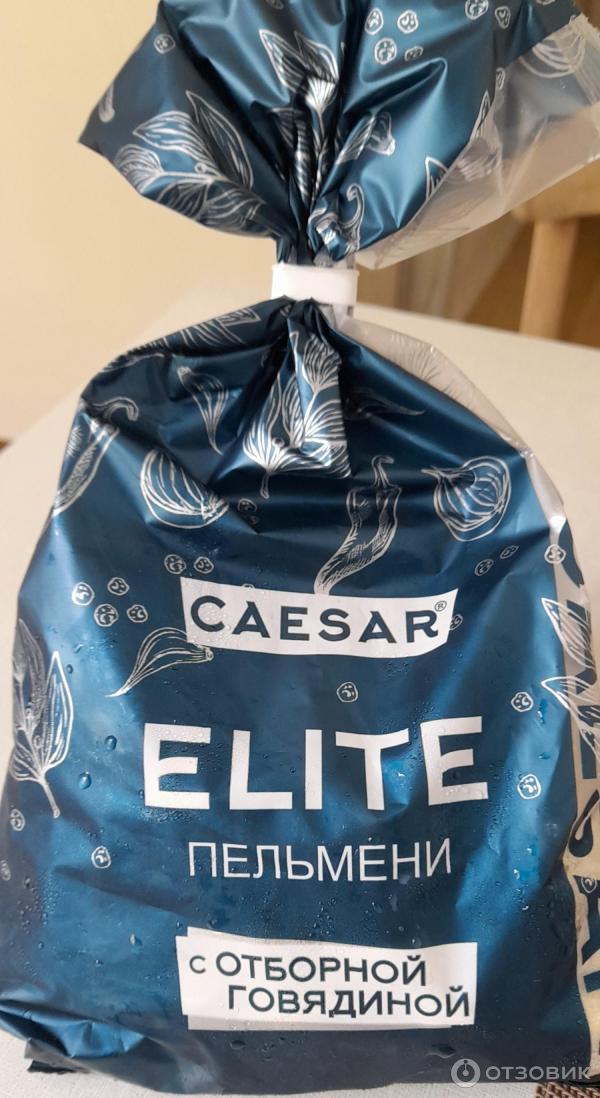 CAESAR®
ELITE
ПЕЛЬМЕНИ
с ОТБОРНОЙ
ГОВЯДИНОЙ
ОТЗОВИК